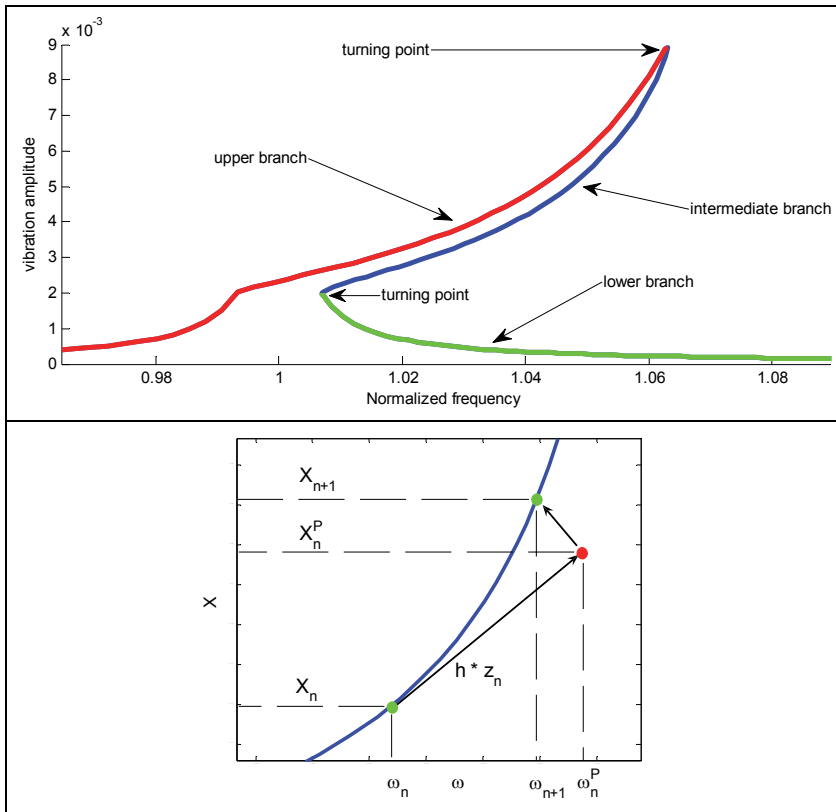 x 10^-3
9
8
7
6
5
4
3
2
1
0
vibration amplitude
turning point
upper branch
intermediate branch
lower branch
turning point
0.98
1
1.02
1.04
1.06
1.08
Normalized frequency
X_{n+1}
X_n^P
X
X_n
h * z_n
ω_n
ω
ω_{n+1}
ω_n^P